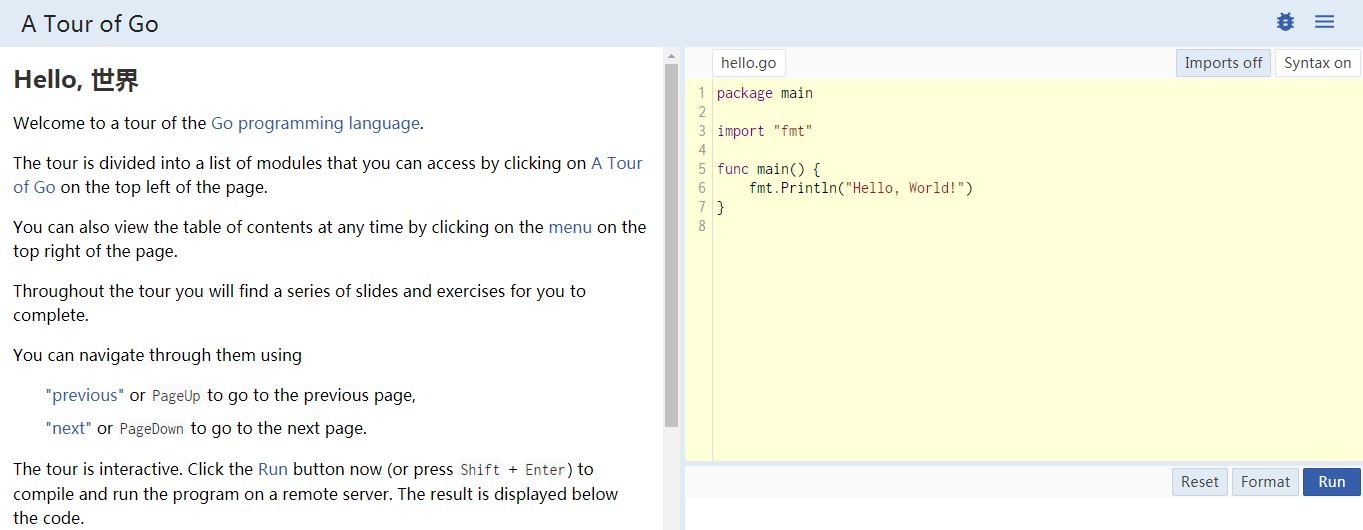 A Tour of Go
Hello, 世界
Welcome to a tour of the Go programming language.
The tour is divided into a list of modules that you can access by clicking on A Tour
of Go on the top left of the page.
You can also view the table of contents at any time by clicking on the menu on the
top right of the page.
Throughout the tour you will find a series of slides and exercises for you to
complete.
You can navigate through them using
"previous" or PageUp to go to the previous page,
"next" or PageDown to go to the next page.
The tour is interactive. Click the Run button now (or press Shift + Enter) to
compile and run the program on a remote server. The result is displayed below
the code.
hello.go
Imports off Syntax on
1 package main
2
3 import "fmt"
4
5 func main() {
6     fmt.Println("Hello, World!")
7 }
8
Reset Format Run